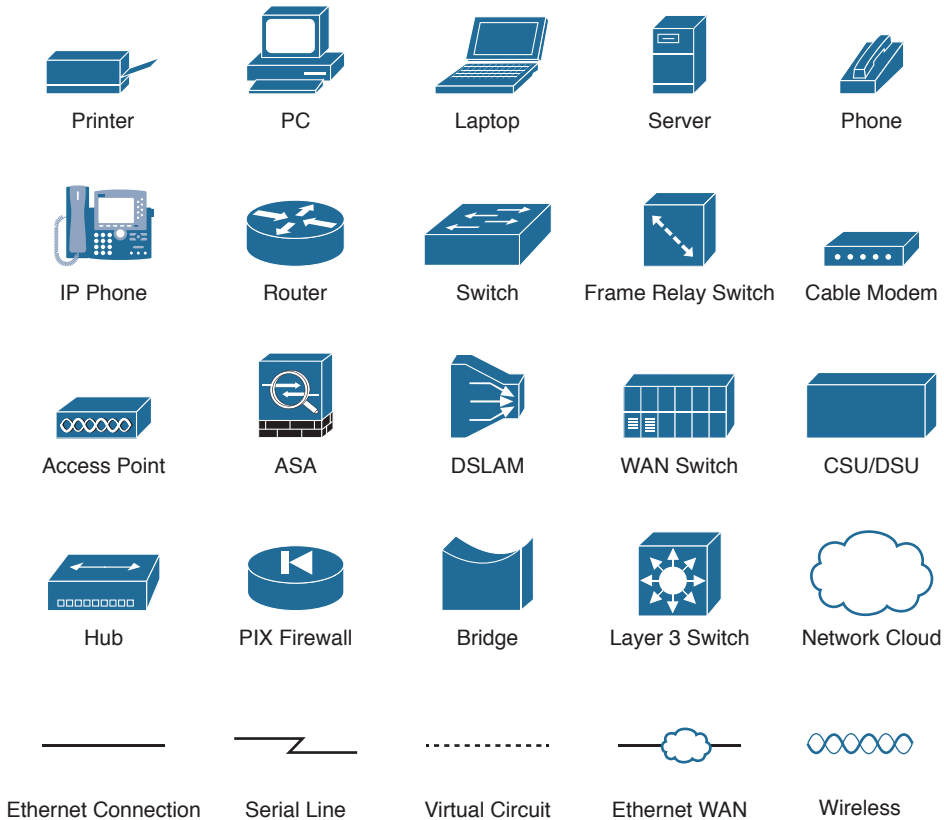 Printer
PC
Laptop
Server
Phone
IP Phone
Router
Switch
Frame Relay Switch
Cable Modem
Access Point
ASA
DSLAM
WAN Switch
CSU/DSU
Hub
PIX Firewall
Bridge
Layer 3 Switch
Network Cloud
Ethernet Connection
Serial Line
Virtual Circuit
Ethernet WAN
Wireless